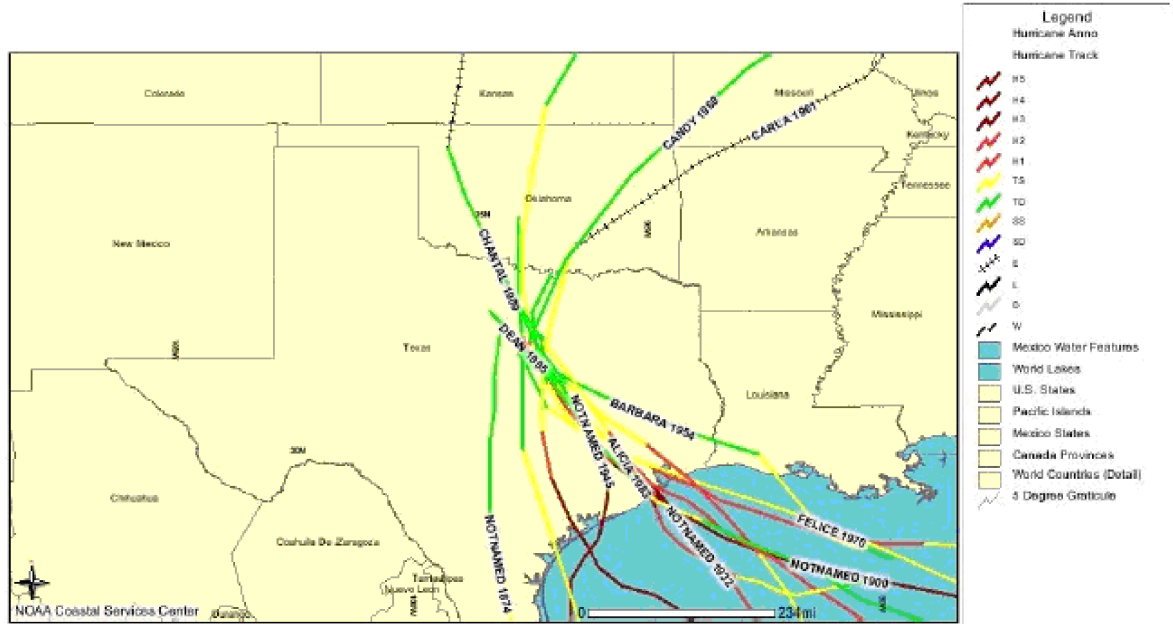 Legend
Hurricane Anno
Hurricane Track
H5
H4
H3
H2
H1
TS
TD
SS
SD
E
L
D
W
Mexico Water Features
World Lakes
U.S. States
Pacific Islands
Mexico States
Canada Provinces
World Countries (Detail)
5 Degree Graticule
Colorado
Kansas
Missouri
Illinois
Kentucky
CANDY 1968
CARLA 1961
Tennessee
Oklahoma
35N
New Mexico
Arkansas
CHANTAL 1989
Mississippi
Texas
DEAN 1995
Louisiana
BARBARA 1954
NOTNAMED 1945
ALICIA 1983
30N
Chihuahua
FELICE 1970
NOTNAMED 1932
NOTNAMED 1874
Coahuila De Zaragoza
NOTNAMED 1900
Tamaulipas
Nuevo Leon
Durango
NOAA Coastal Services Center
0 234mi